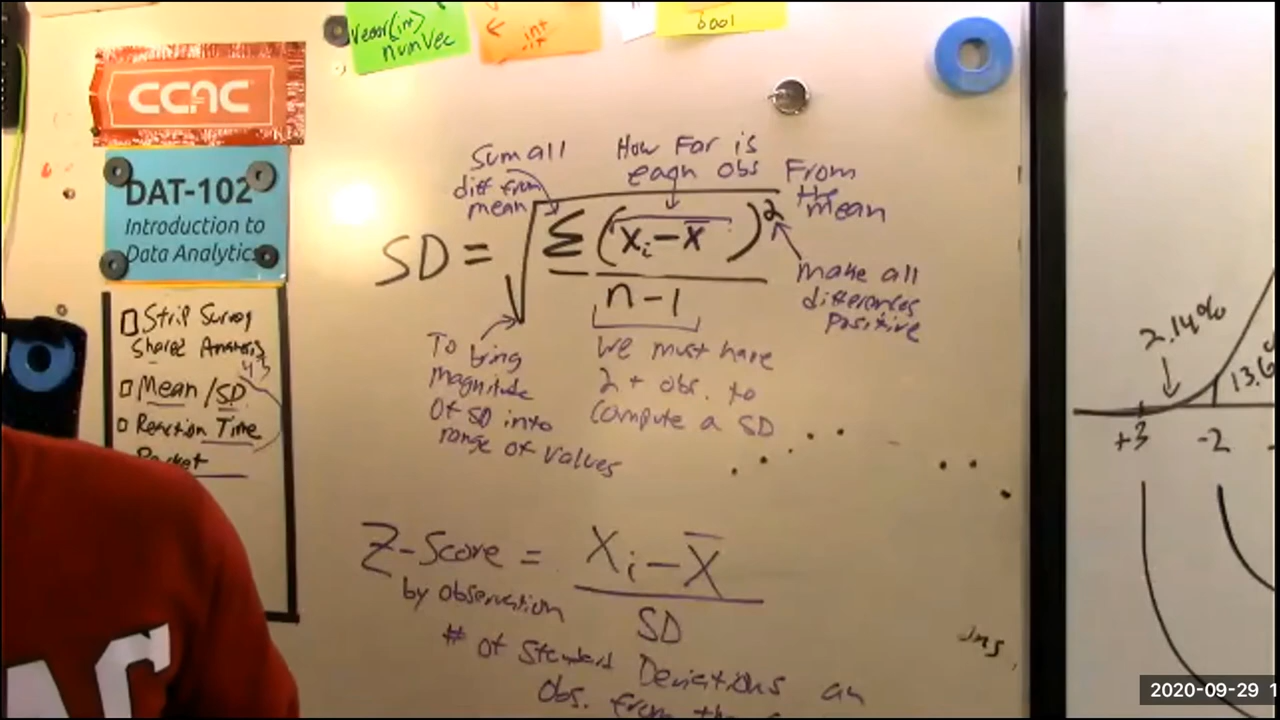 vector(int)
numVec
int
bool
CCAC
DAT-102
Introduction to
Data Analytics
Strip Survey
Shared Analysis
Mean/SD
Reaction Time
Packet
Sum all
diff from
mean
How Far is
each obs
From
the
mean
SD = √ Σ (xᵢ - x̄)²
n-1
make all
differences
positive
To bring
magnitude
of SD into
range of values
We must have
2+ obs. to
compute a SD
Z-Score = Xᵢ - X̄
SD
by observation
# of Standard Deviations an
Obs. from the
2.14%
13.6
+3
-2
2020-09-29 1